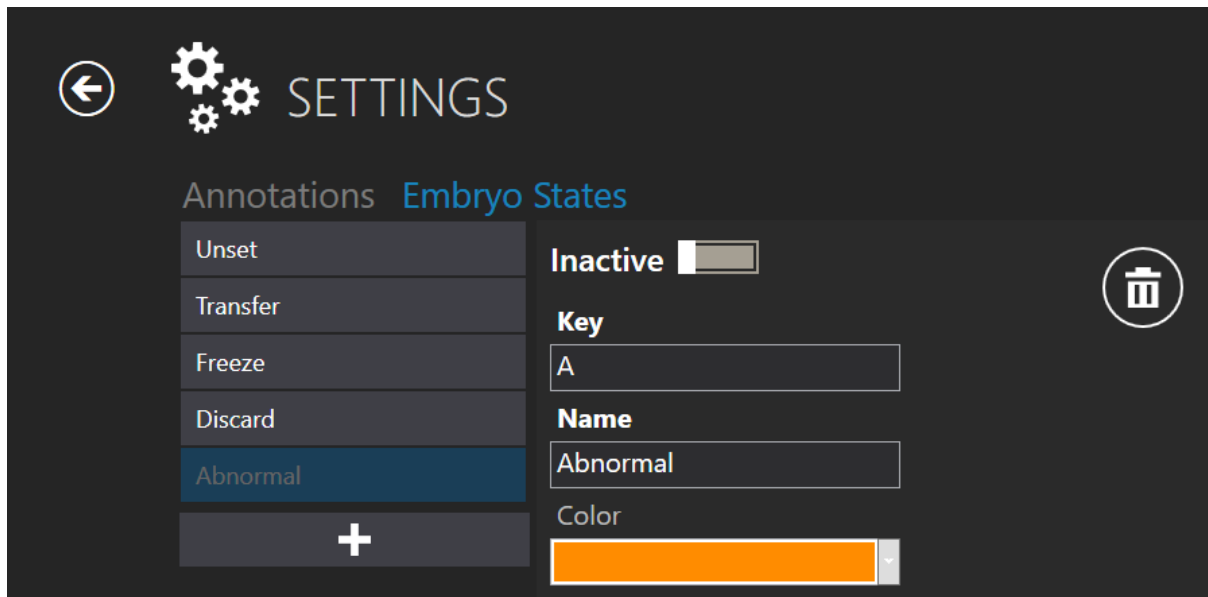 SETTINGS
Annotations Embryo States
Unset
Transfer
Freeze
Discard
Abnormal
Inactive
Key
A
Name
Abnormal
Color